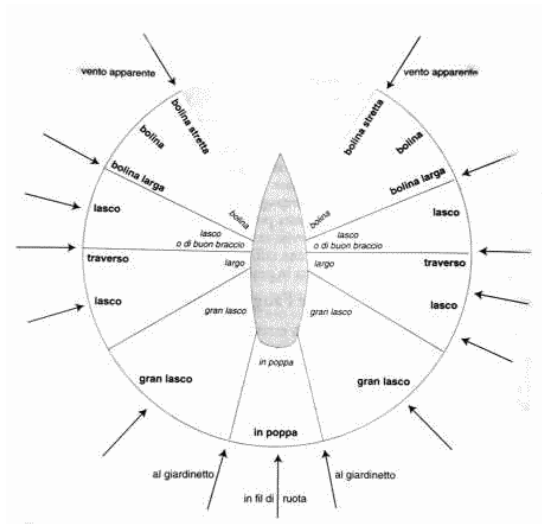 vento apparente
vento apparente
bolina stretta
bolina stretta
bolina
bolina
bolina larga
bolina larga
bolina
bolina
lasco
lasco
lasco
o di buon braccio
lasco
o di buon braccio
traverso
largo
largo
traverso
lasco
gran lasco
gran lasco
lasco
in poppa
gran lasco
gran lasco
in poppa
al giardinetto
al giardinetto
in fil di ruota